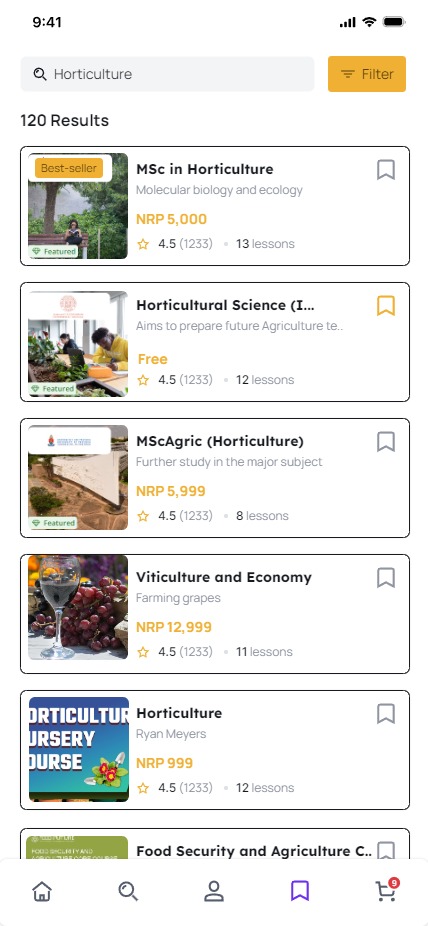 9:41
Horticulture
Filter
120 Results
Best-seller
Featured
MSc in Horticulture
Molecular biology and ecology
NRP 5,000
4.5 (1233) • 13 lessons
Featured
Horticultural Science (I...
Aims to prepare future Agriculture te..
Free
4.5 (1233) • 12 lessons
Featured
MScAgric (Horticulture)
Further study in the major subject
NRP 5,999
4.5 (1233) • 8 lessons
Viticulture and Economy
Farming grapes
NRP 12,999
4.5 (1233) • 11 lessons
ORTICULTUR
URSERY
OURSE
Horticulture
Ryan Meyers
NRP 999
4.5 (1233) • 12 lessons
FOOD SECURITY AND
Food Security and Agriculture C..
9